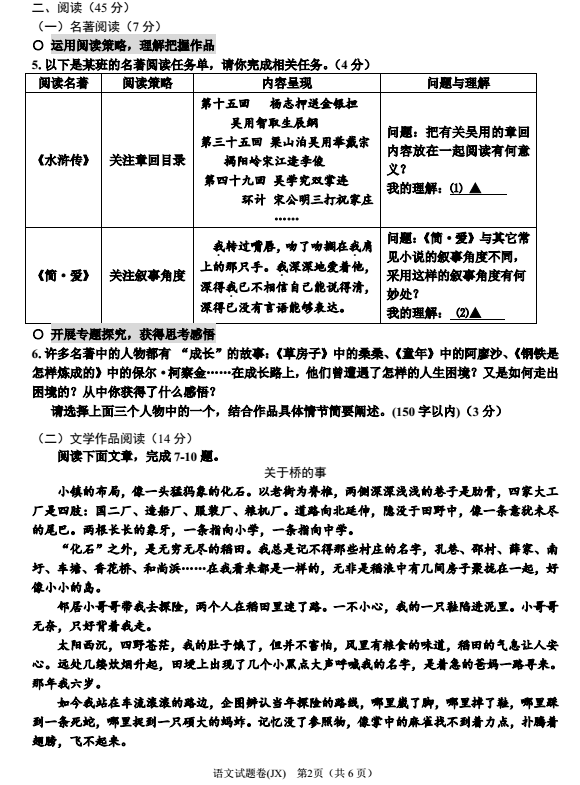 二、阅读（45 分）
（一）名著阅读（7 分）
○ 运用阅读策略，理解把握作品
5. 以下是某班的名著阅读任务单，请你完成相关任务。（4 分）
阅读名著 阅读策略 内容呈现 问题与理解
《水浒传》 关注章回目录
第十五回 杨志押送金银担
吴用智取生辰纲
第三十五回 梁山泊吴用举戴宗
揭阳岭宋江逢李俊
第四十九回 吴学究双掌连
环计 宋公明三打祝家庄
……
问题：把有关吴用的章回
内容放在一起阅读有何意
义？
我的理解：⑴ ▲
《简·爱》 关注叙事角度
我转过嘴唇，吻了吻搁在我肩
上的那只手。我深深地爱着他，
深得我已不相信自己能说得清，
深得已没有言语能够表达。
问题：《简·爱》与其它常
见小说的叙事角度不同，
采用这样的叙事角度有何
妙处？
我的理解： ⑵▲
○ 开展专题探究，获得思考感悟
6. 许多名著中的人物都有 “成长”的故事：《草房子》中的桑桑、《童年》中的阿廖沙、《钢铁是
怎样炼成的》中的保尔·柯察金……在成长路上，他们曾遭遇了怎样的人生困境？又是如何走出
困境的？从中你获得了什么感悟？
请选择上面三个人物中的一个，结合作品具体情节简要阐述。(150 字以内)（3 分）
（二）文学作品阅读（14 分）
阅读下面文章，完成 7-10 题。
关于桥的事
小镇的布局，像一头猛犸象的化石。以老街为脊椎，两侧深深浅浅的巷子是肋骨，四家大工
厂是四肢：国二厂、造船厂、服装厂、粮机厂。道路向北延伸，隐没于田野中，像一条意犹未尽
的尾巴。两根长长的象牙，一条指向小学，一条指向中学。
“化石”之外，是无穷无尽的稻田。我总是记不得那些村庄的名字，孔巷、邵村、薛家、南
圩、车塘、香花桥、和尚浜……在我看来都是一样的，无非是稻浪中有几间房子聚拢在一起，好
像小小的岛。
邻居小哥哥带我去探险，两个人在稻田里迷了路。一不小心，我的一只鞋陷进泥里。小哥哥
无奈，只好背着我走。
太阳西沉，四野苍茫，我的肚子饿了，但并不害怕，风里有粮食的味道，稻田的气息让人安
心。远处几缕炊烟升起，田埂上出现了几个小黑点大声呼喊我的名字，是着急的爸妈一路寻来。
那年我六岁。
如今我站在车流滚滚的路边，企图辨认当年探险的路线，哪里崴了脚，哪里掉了鞋，哪里踩
到一条死蛇，哪里捉到一只硕大的蚂蚱。记忆没了参照物，像掌中的麻雀找不到着力点，扑腾着
翅膀，飞不起来。
语文试题卷(JX) 第2页（共 6 页）